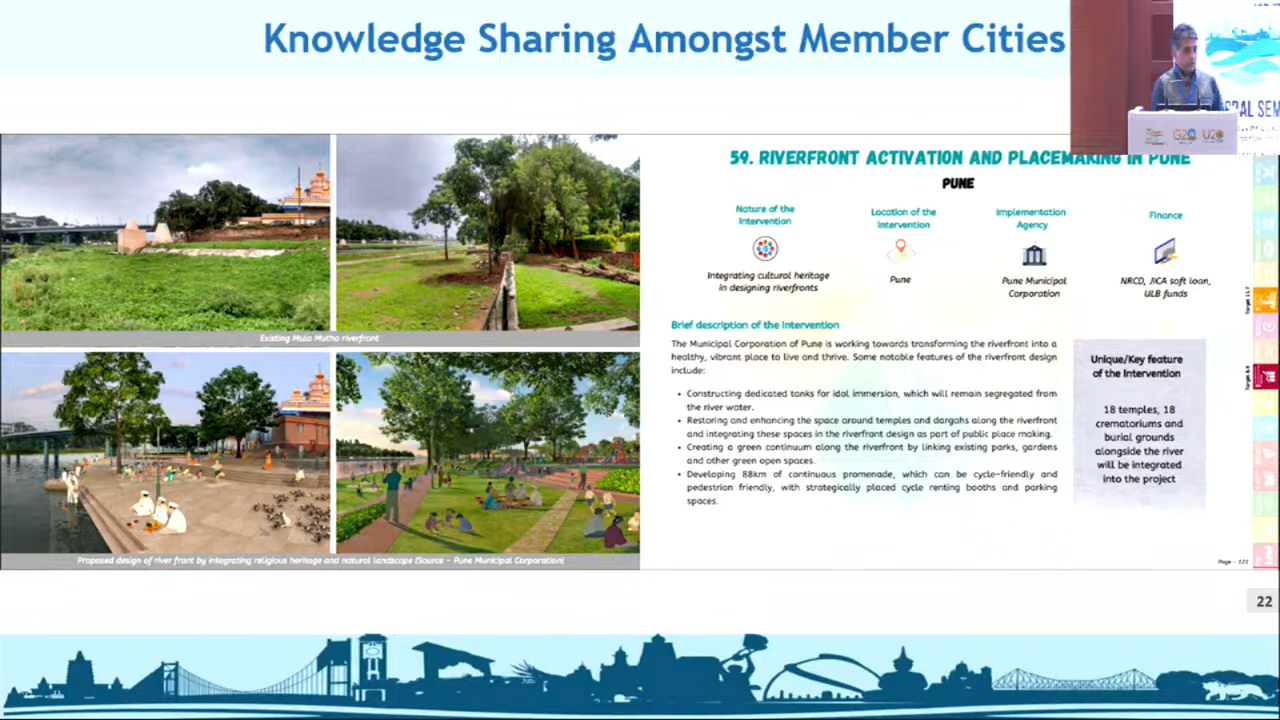 Knowledge Sharing Amongst Member Cities
G20
U20
59. RIVERFRONT ACTIVATION AND PLACEMAKING IN PUNE
PUNE
Nature of the
Intervention
Integrating cultural heritage
in designing riverfronts
Location of the
Intervention
Pune
Implementation
Agency
Pune Municipal
Corporation
Finance
NRCD, JICA soft loan,
ULB funds
Existing Mula Mutha riverfront
Proposed design of river front by integrating religious heritage and natural landscape (Source – Pune Municipal Corporation)
Brief description of the Intervention
The Municipal Corporation of Pune is working towards transforming the riverfront into a
healthy, vibrant place to live and thrive. Some notable features of the riverfront design
include:
• Constructing dedicated tanks for idol immersion, which will remain segregated from
the river water.
• Restoring and enhancing the space around temples and dargahs along the riverfront
and integrating these spaces in the riverfront design as part of public place making.
• Creating a green continuum along the riverfront by linking existing parks, gardens
and other green open spaces.
• Developing 88km of continuous promenade, which can be cycle-friendly and
pedestrian friendly, with strategically placed cycle renting booths and parking
spaces.
Unique/Key feature
of the Intervention
18 temples, 18
crematoriums and
burial grounds
alongside the river
will be integrated
into the project
Page - 121
22